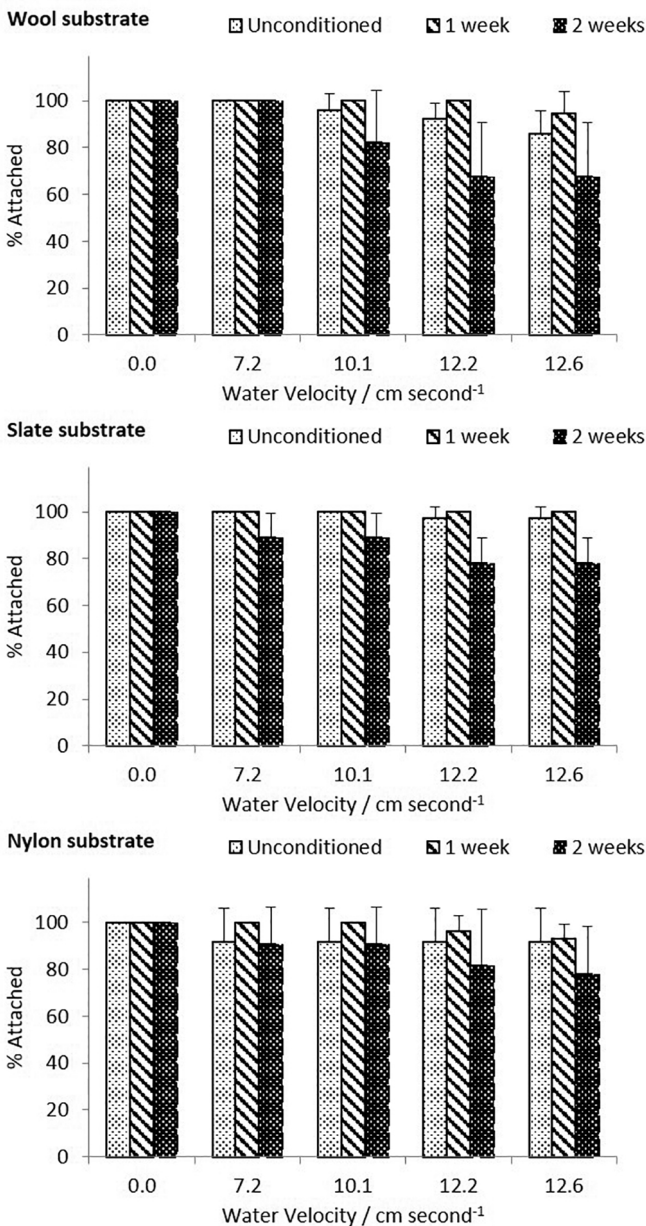 Wool substrate
Unconditioned 1 week 2 weeks
100
80
60
40
20
0
% Attached
0.0 7.2 10.1 12.2 12.6
Water Velocity / cm second⁻¹
Slate substrate
Unconditioned 1 week 2 weeks
100
80
60
40
20
0
% Attached
0.0 7.2 10.1 12.2 12.6
Water Velocity / cm second⁻¹
Nylon substrate
Unconditioned 1 week 2 weeks
100
80
60
40
20
0
% Attached
0.0 7.2 10.1 12.2 12.6
Water Velocity / cm second⁻¹